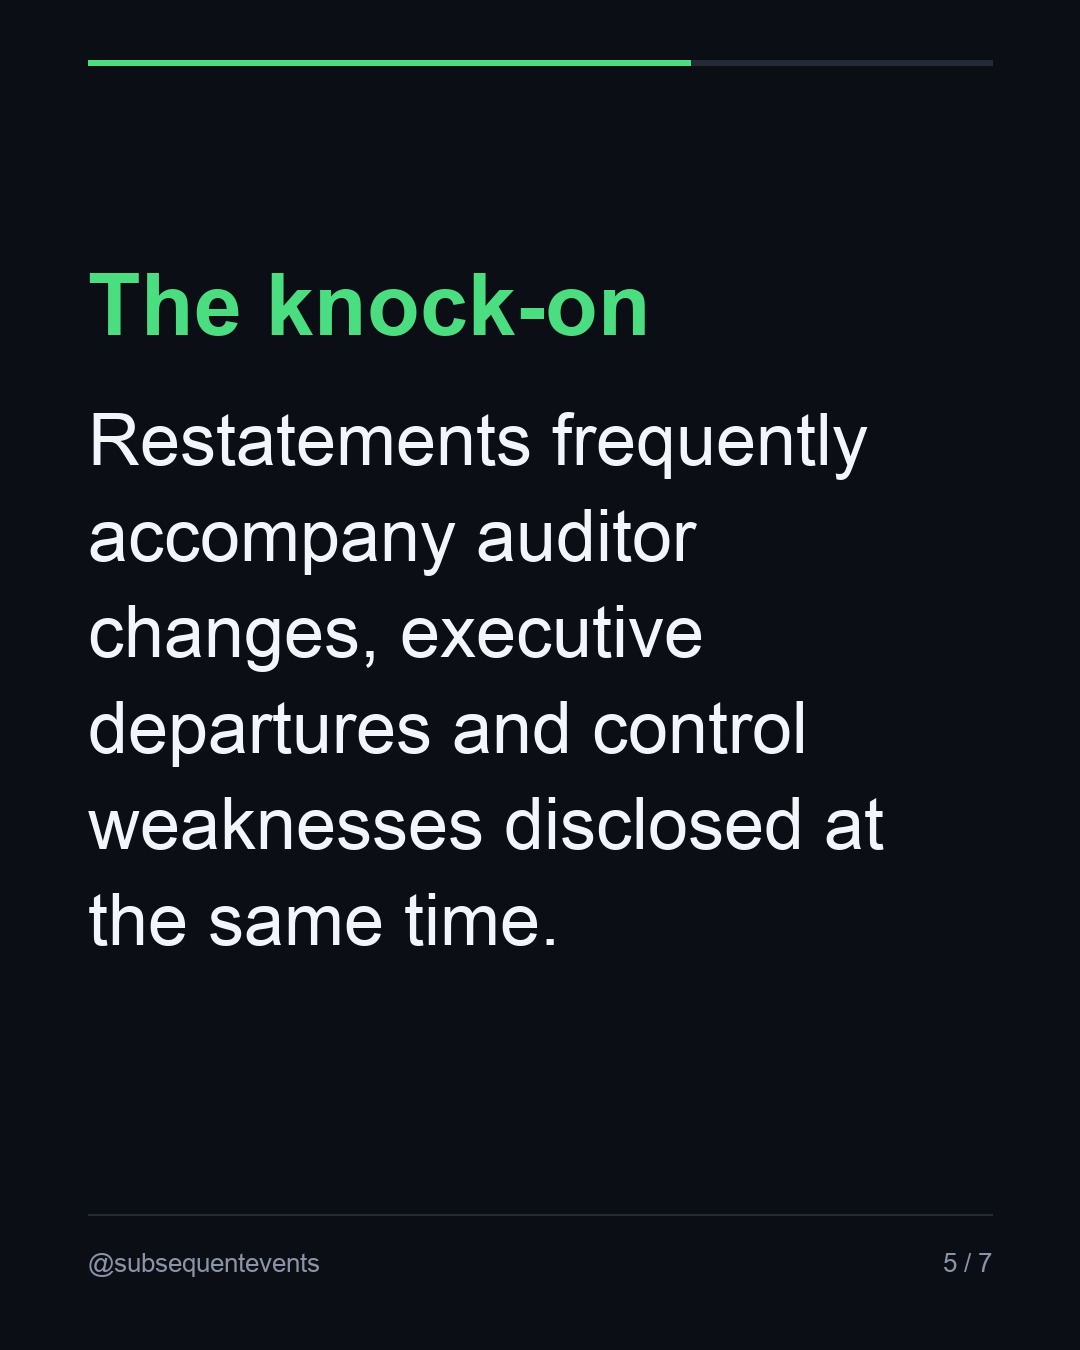 The knock-on
Restatements frequently
accompany auditor
changes, executive
departures and control
weaknesses disclosed at
the same time.
@subsequentevents
5 / 7